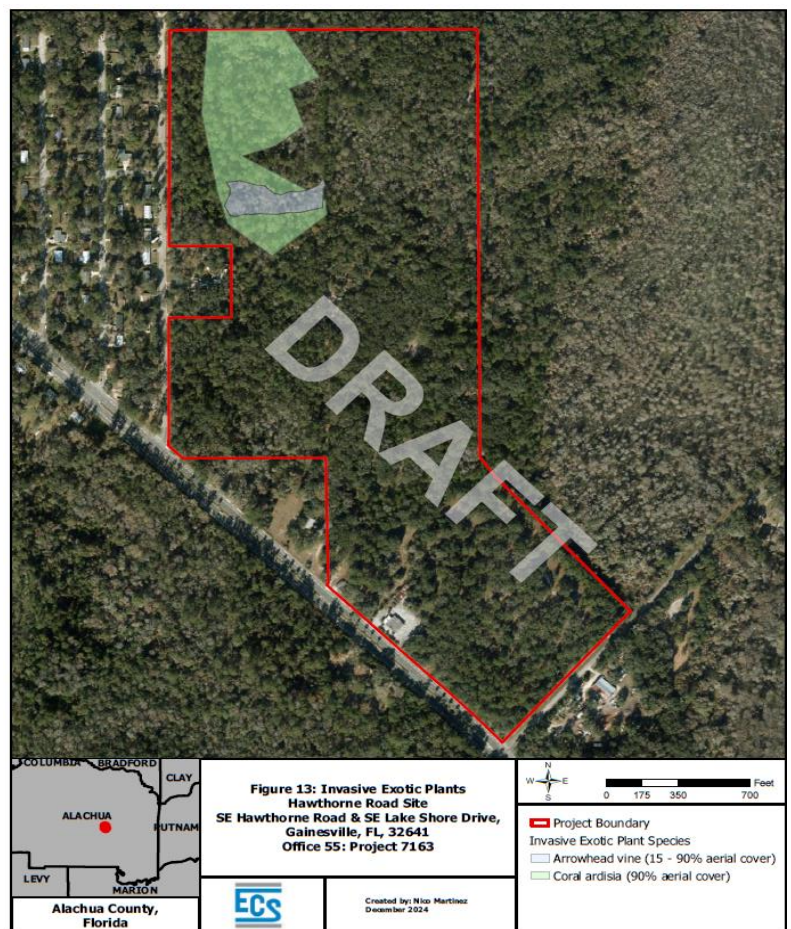 DRAFT
COLUMBIA BRADFORD
CLAY
ALACHUA
PUTNAM
LEVY
MARION
Alachua County,
Florida
Figure 13: Invasive Exotic Plants
Hawthorne Road Site
SE Hawthorne Road & SE Lake Shore Drive,
Gainesville, FL, 32641
Office 55: Project 7163
ECS
Created by: Nico Martinez
December 2024
N
W E
S
Feet
0 175 350 700
Project Boundary
Invasive Exotic Plant Species
Arrowhead vine (15 - 90% aerial cover)
Coral ardisia (90% aerial cover)